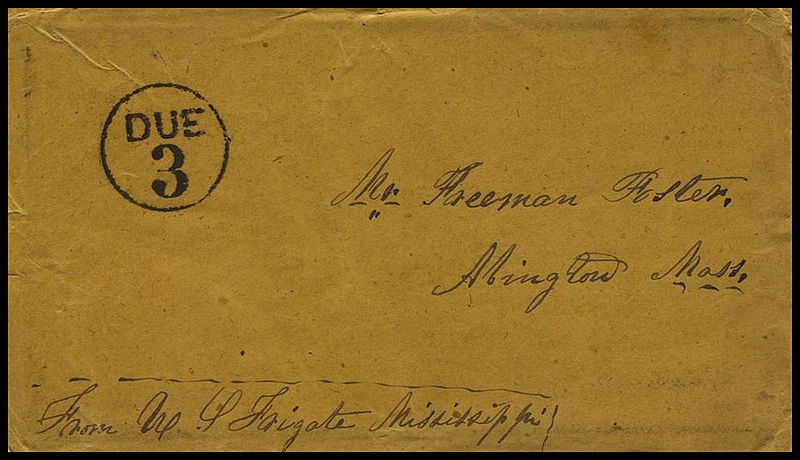 DUE
3
Mr. Freeman Foster.
Abington Mass.
From U. S Frigate Mississippi